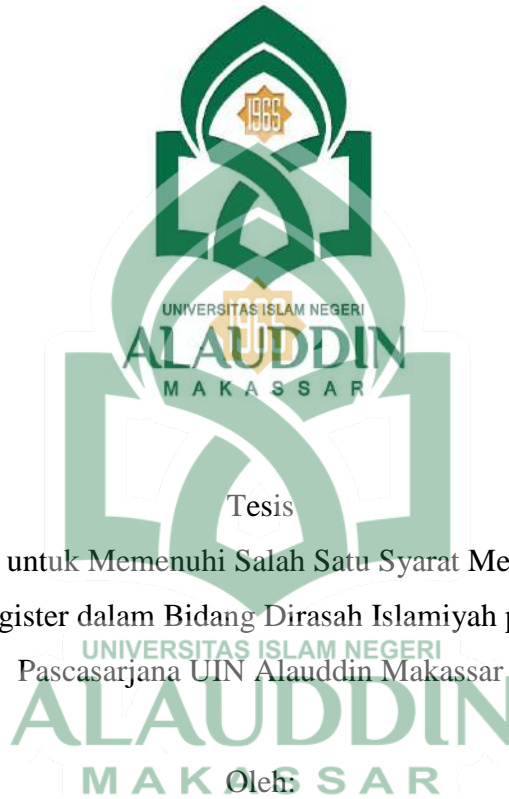 1965
UNIVERSITAS ISLAM NEGERI
ALAUDDIN
MAKASSAR
1965
Tesis
untuk Memenuhi Salah Satu Syarat Me
gister dalam Bidang Dirasah Islamiyah p
UNIVERSITAS ISLAM NEGERI
Pascasarjana UIN Alauddin Makassar
ALAUDDIN
MAKASSAR
Oleh: